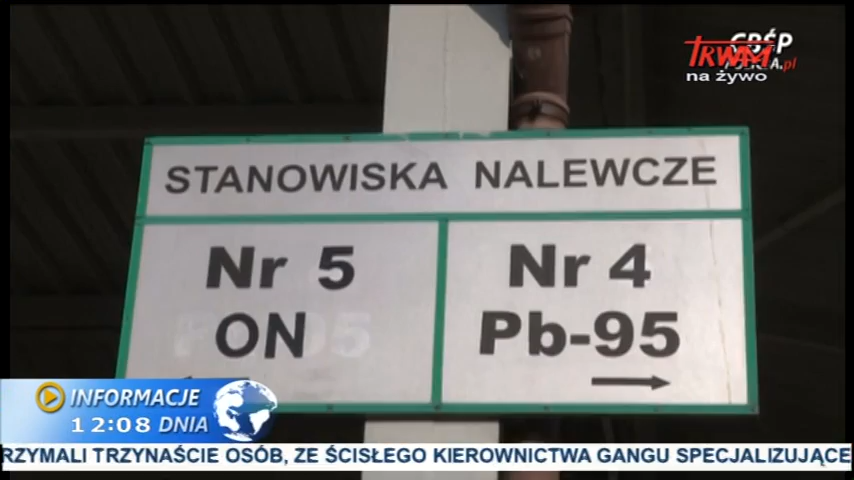 TRWAM
na żywo
STANOWISKA NALEWCZE
Nr 5
ON
Nr 4
Pb-95
INFORMACJE
12:08 DNIA
RZYMALI TRZYNAŚCIE OSÓB, ZE ŚCISŁEGO KIEROWNICTWA GANGU SPECJALIZUJĄCE